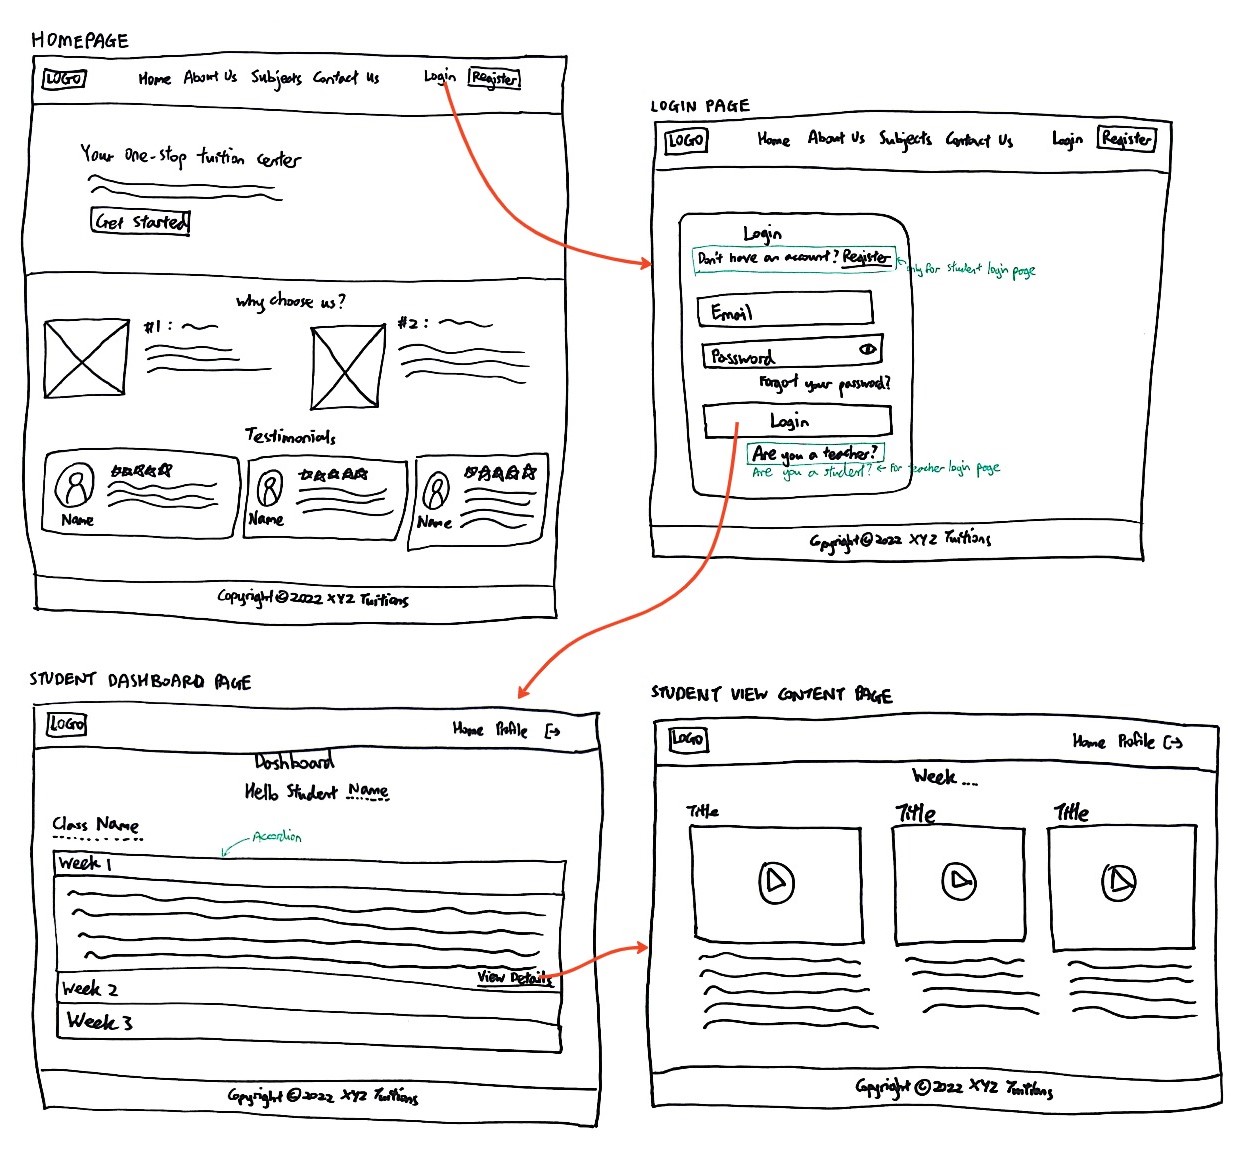 HOMEPAGE
LOGO Home About Us Subjects Contact Us Login Register
Your one-stop tuition center
Get Started
Why choose us?
#1 :
#2 :
Testimonials
Name
Name
Name
Copyright © 2022 XYZ Tuitions
LOGIN PAGE
LOGO Home About Us Subjects Contact Us Login Register
Login
Don't have an account? Register
only for student login page
Email
Password
Forgot your password?
Login
Are you a teacher?
Are you a student? ← for teacher login page
Copyright © 2022 XYZ Tuitions
STUDENT DASHBOARD PAGE
LOGO Home Profile
Dashboard
Hello Student Name
Class Name
Accordion
Week 1
View Details
Week 2
Week 3
Copyright © 2022 XYZ Tuitions
STUDENT VIEW CONTENT PAGE
LOGO Home Profile
Week ...
Title Title Title
Copyright © 2022 XYZ Tuitions